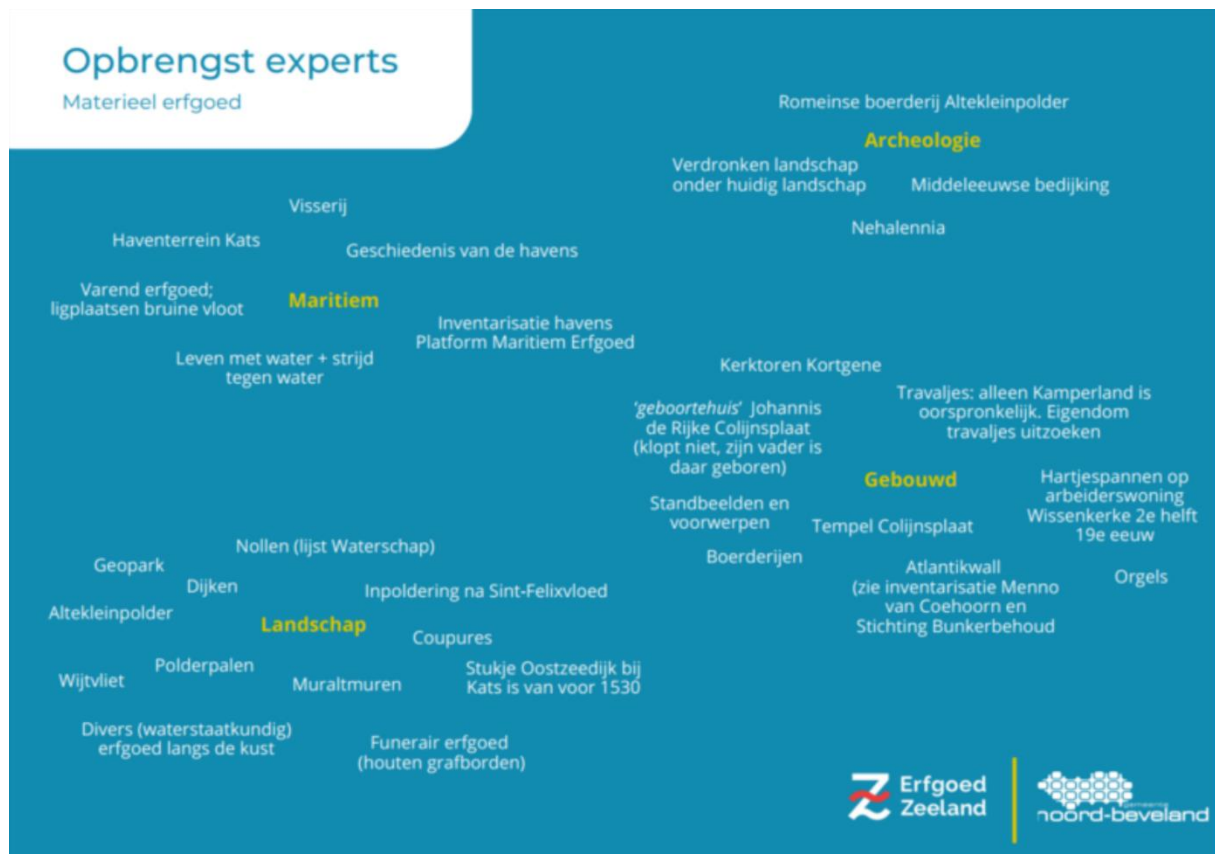 Opbrengst experts
Materieel erfgoed
Romeinse boerderij Altekleinpolder
Archeologie
Verdronken landschap
onder huidig landschap
Middeleeuwse bedijking
Nehalennia
Visserij
Haventerrein Kats
Geschiedenis van de havens
Varend erfgoed;
ligplaatsen bruine vloot
Maritiem
Inventarisatie havens
Platform Maritiem Erfgoed
Leven met water + strijd
tegen water
Kerktoren Kortgene
Travaljes: alleen Kamperland is
oorspronkelijk. Eigendom
travaljes uitzoeken
‘geboortehuis’ Johannis
de Rijke Colijnsplaat
(klopt niet, zijn vader is
daar geboren)
Gebouwd
Hartjespannen op
arbeiderswoning
Wissenkerke 2e helft
19e eeuw
Standbeelden en
voorwerpen
Tempel Colijnsplaat
Boerderijen
Atlantikwall
(zie inventarisatie Menno
van Coehoorn en
Stichting Bunkerbehoud
Orgels
Nollen (lijst Waterschap)
Geopark
Dijken
Inpoldering na Sint-Felixvloed
Altekleinpolder
Landschap
Coupures
Polderpalen
Wijtvliet
Muraltmuren
Stukje Oostzeedijk bij
Kats is van voor 1530
Divers (waterstaatkundig)
erfgoed langs de kust
Funerair erfgoed
(houten grafborden)
Erfgoed
Zeeland
gemeente
noord-beveland